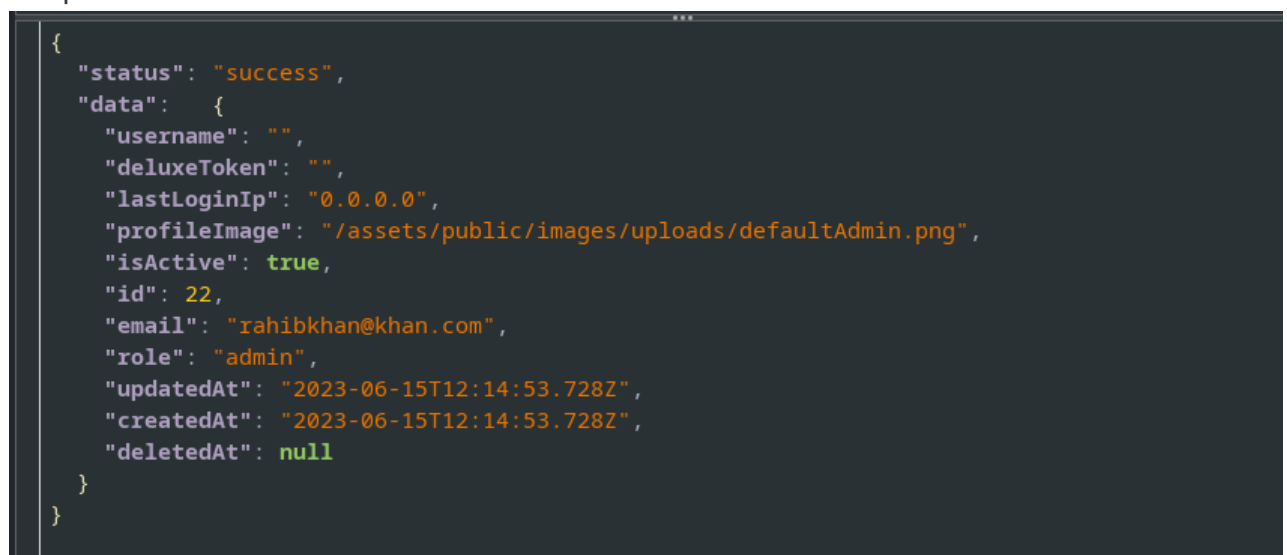 {
"status": "success",
"data": {
"username": "",
"deluxeToken": "",
"lastLoginIp": "0.0.0.0",
"profileImage": "/assets/public/images/uploads/defaultAdmin.png",
"isActive": true,
"id": 22,
"email": "rahibkhan@khan.com",
"role": "admin",
"updatedAt": "2023-06-15T12:14:53.728Z",
"createdAt": "2023-06-15T12:14:53.728Z",
"deletedAt": null
}
}